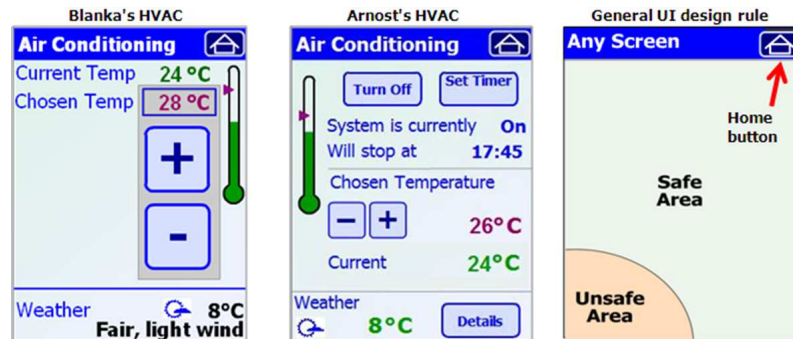 Blanka's HVAC
Air Conditioning
Current Temp 24 °C
Chosen Temp 28 °C
+
-
Weather 8°C
Fair, light wind
Arnost's HVAC
Air Conditioning
Turn Off Set Timer
System is currently On
Will stop at 17:45
Chosen Temperature
− + 26°C
Current 24°C
Weather
8°C Details
General UI design rule
Any Screen
Home
button
Safe
Area
Unsafe
Area